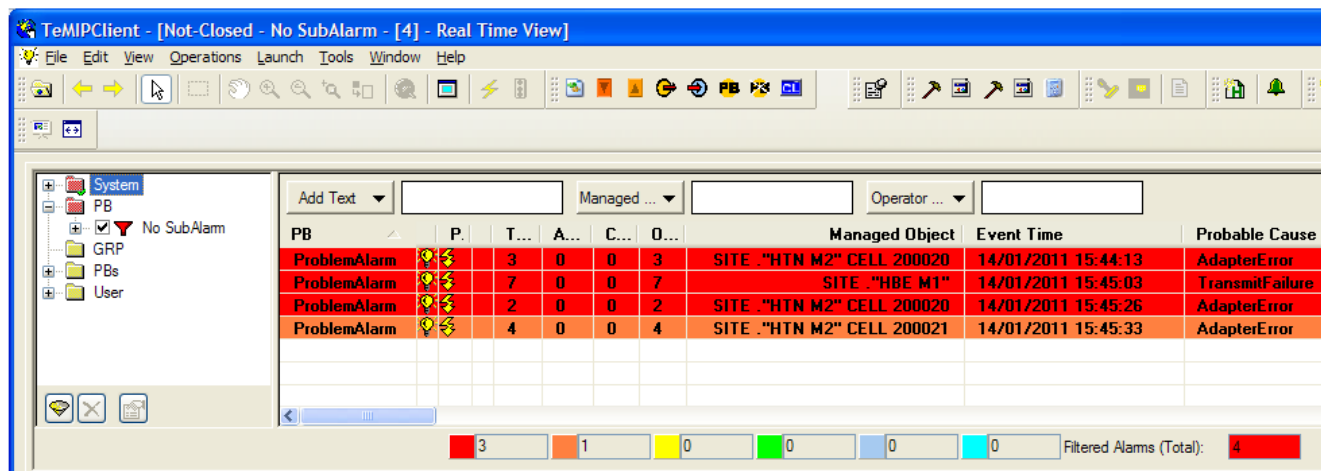 TeMIPClient - [Not-Closed - No SubAlarm - [4] - Real Time View]
File Edit View Operations Launch Tools Window Help
PB CL
System
PB
No SubAlarm
GRP
PBs
User
Add Text Managed ... Operator ...
PB P. T... A... C... O... Managed Object Event Time Probable Cause
ProblemAlarm 3 0 0 3 SITE ."HTN M2" CELL 200020 14/01/2011 15:44:13 AdapterError
ProblemAlarm 7 0 0 7 SITE ."HBE M1" 14/01/2011 15:45:03 TransmitFailure
ProblemAlarm 2 0 0 2 SITE ."HTN M2" CELL 200020 14/01/2011 15:45:26 AdapterError
ProblemAlarm 4 0 0 4 SITE ."HTN M2" CELL 200021 14/01/2011 15:45:33 AdapterError
3 1 0 0 0 0 Filtered Alarms (Total): 4